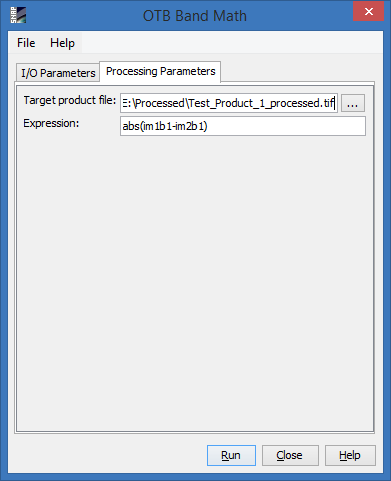 SNAP
OTB Band Math
File Help
I/O Parameters Processing Parameters
Target product file: E:\Processed\Test_Product_1_processed.tif ...
Expression: abs(im1b1-im2b1)
Run Close Help